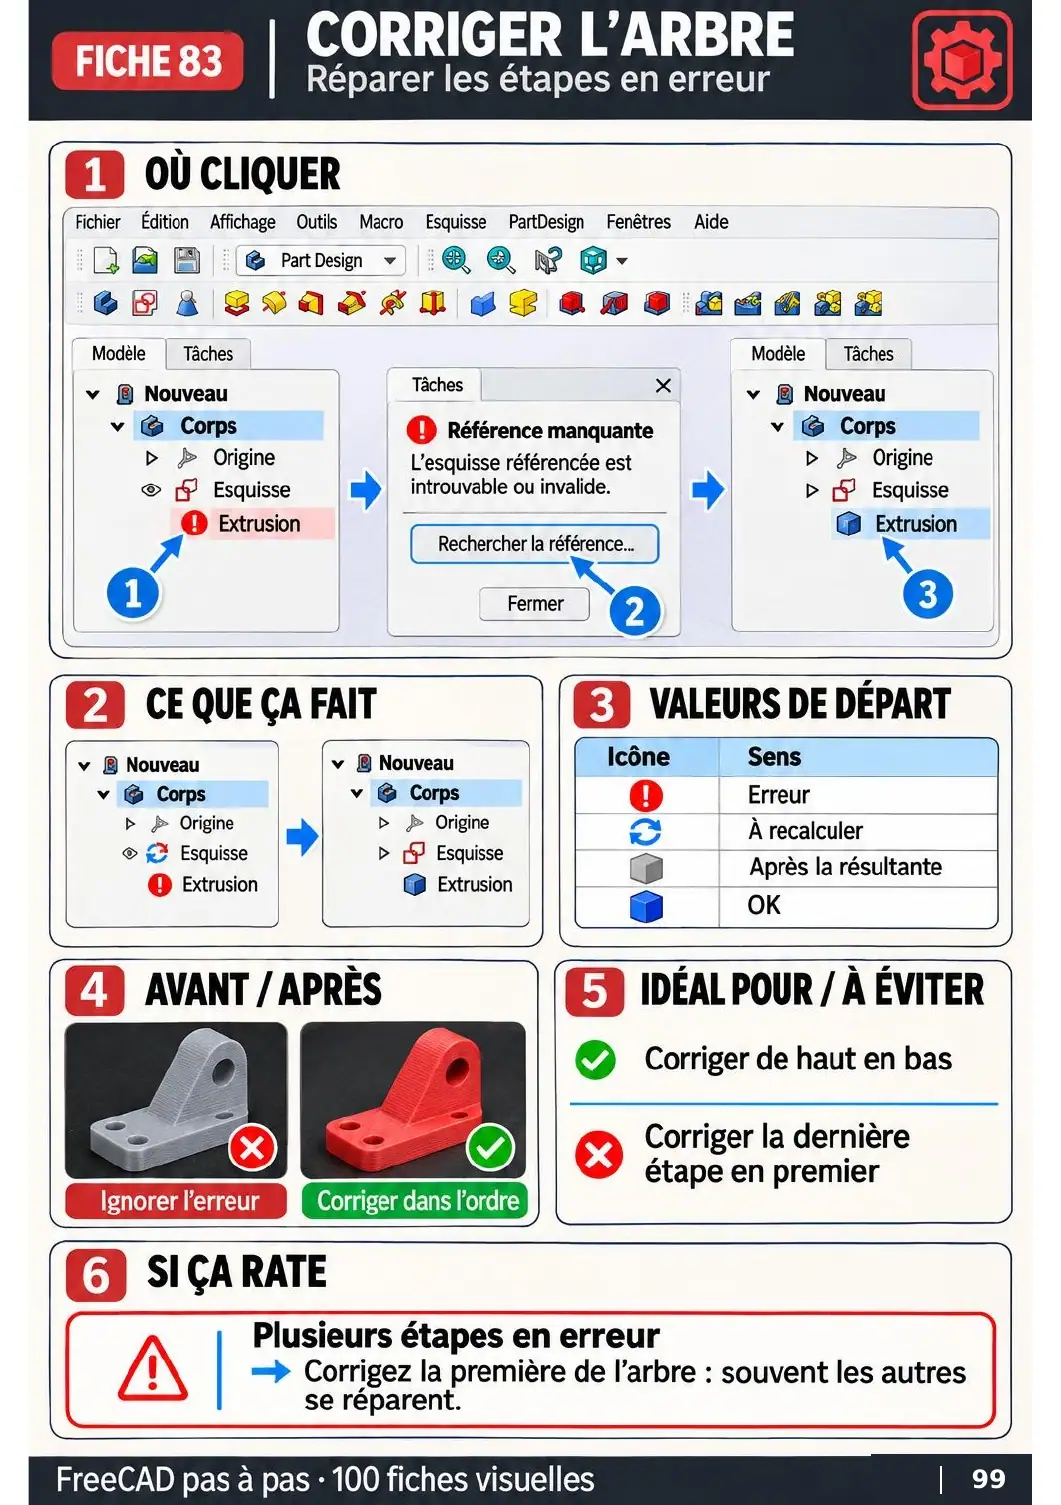 FICHE 83
CORRIGER L'ARBRE
Réparer les étapes en erreur
1 OÙ CLIQUER
Fichier Édition Affichage Outils Macro Esquisse PartDesign Fenêtres Aide
Part Design
Modèle Tâches
Nouveau
Corps
Origine
Esquisse
Extrusion
1
Tâches
Référence manquante
L'esquisse référencée est
introuvable ou invalide.
Rechercher la référence...
Fermer
2
Modèle Tâches
Nouveau
Corps
Origine
Esquisse
Extrusion
3
2 CE QUE ÇA FAIT
Nouveau
Corps
Origine
Esquisse
Extrusion
Nouveau
Corps
Origine
Esquisse
Extrusion
3 VALEURS DE DÉPART
Icône Sens
Erreur
À recalculer
Après la résultante
OK
4 AVANT / APRÈS
Ignorer l'erreur
Corriger dans l'ordre
5 IDÉAL POUR / À ÉVITER
Corriger de haut en bas
Corriger la dernière
étape en premier
6 SI ÇA RATE
Plusieurs étapes en erreur
Corrigez la première de l'arbre : souvent les autres
se réparent.
FreeCAD pas à pas · 100 fiches visuelles | 99